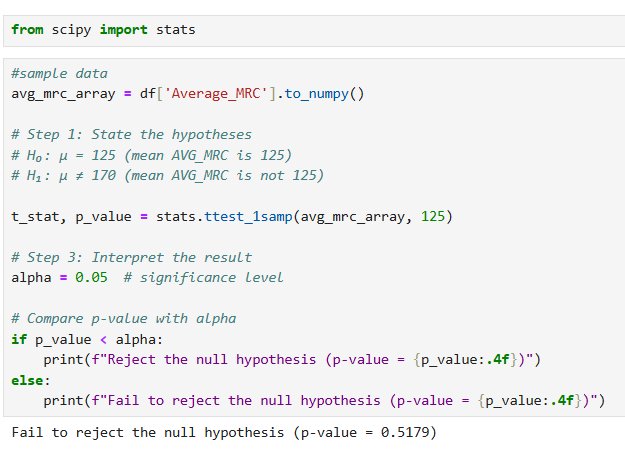 from scipy import stats
#sample data
avg_mrc_array = df['Average_MRC'].to_numpy()
# Step 1: State the hypotheses
# H₀: μ = 125 (mean AVG_MRC is 125)
# H₁: μ ≠ 170 (mean AVG_MRC is not 125)
t_stat, p_value = stats.ttest_1samp(avg_mrc_array, 125)
# Step 3: Interpret the result
alpha = 0.05  # significance level
# Compare p-value with alpha
if p_value < alpha:
    print(f"Reject the null hypothesis (p-value = {p_value:.4f})")
else:
    print(f"Fail to reject the null hypothesis (p-value = {p_value:.4f})")
Fail to reject the null hypothesis (p-value = 0.5179)